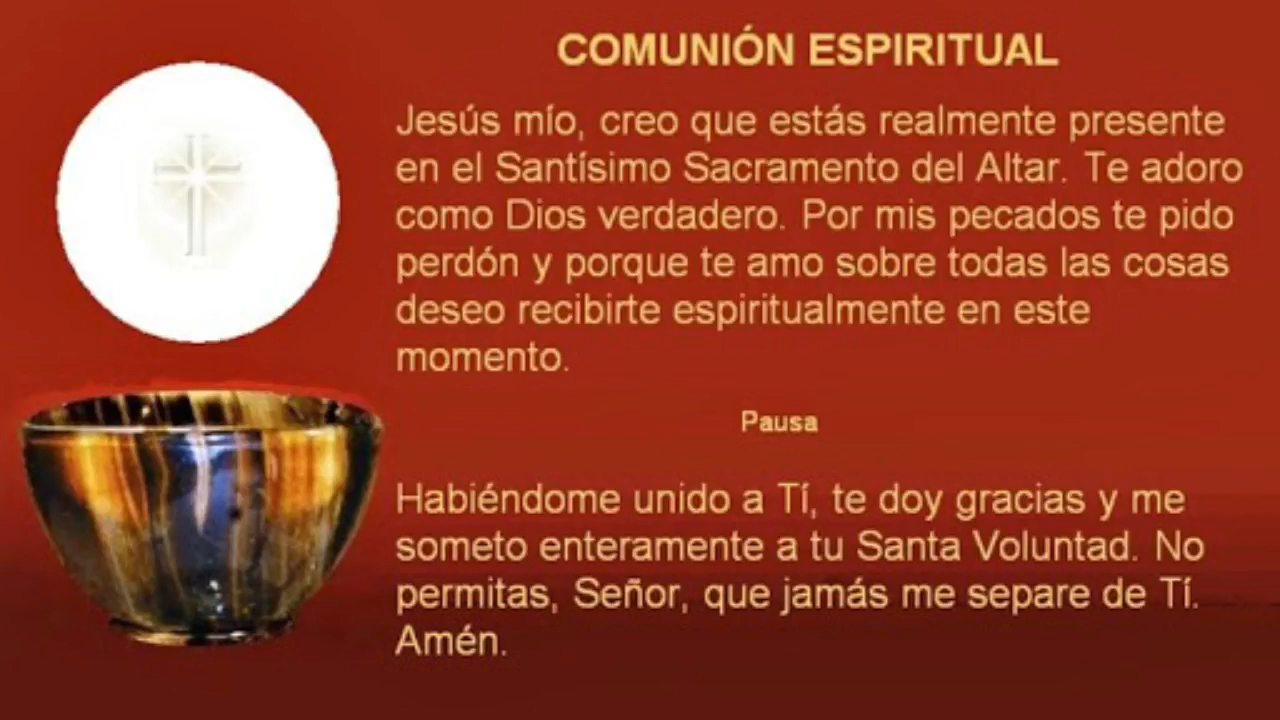 COMUNIÓN ESPIRITUAL
Jesús mío, creo que estás realmente presente
en el Santísimo Sacramento del Altar. Te adoro
como Dios verdadero. Por mis pecados te pido
perdón y porque te amo sobre todas las cosas
deseo recibirte espiritualmente en este
momento.
Pausa
Habiéndome unido a Tí, te doy gracias y me
someto enteramente a tu Santa Voluntad. No
permitas, Señor, que jamás me separe de Tí.
Amén.